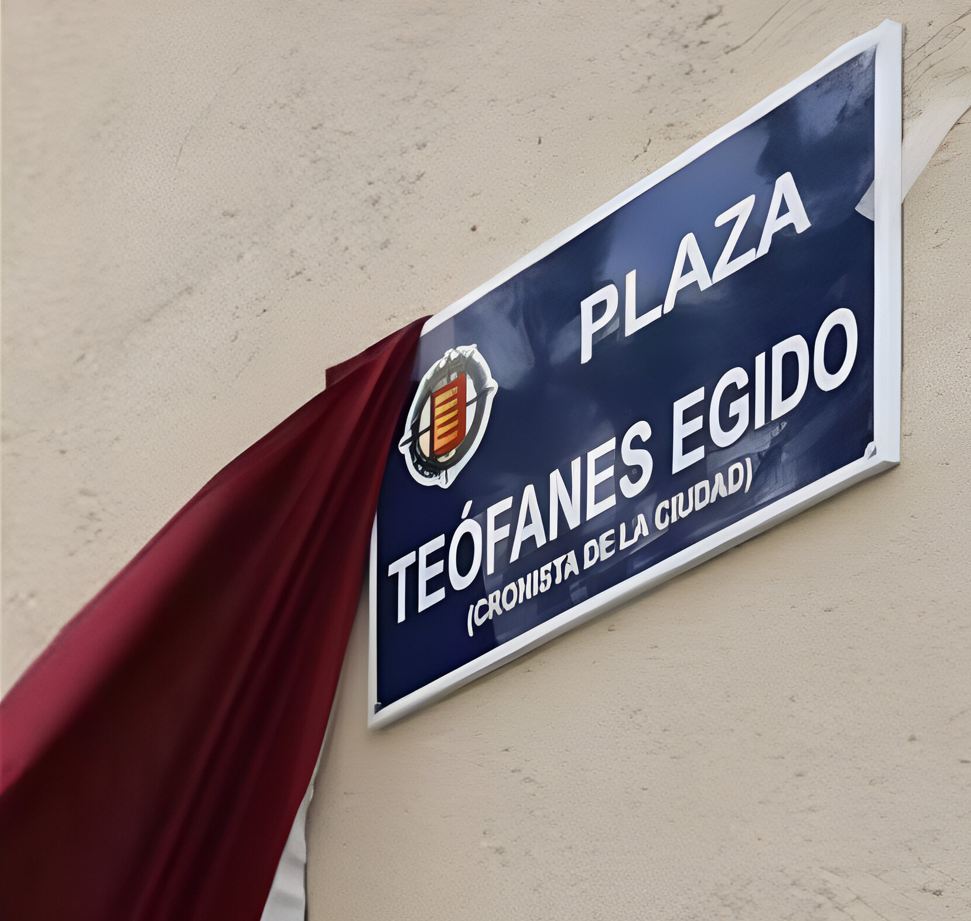 PLAZA
TEÓFANES EGIDO
(CRONISTA DE LA CIUDAD)